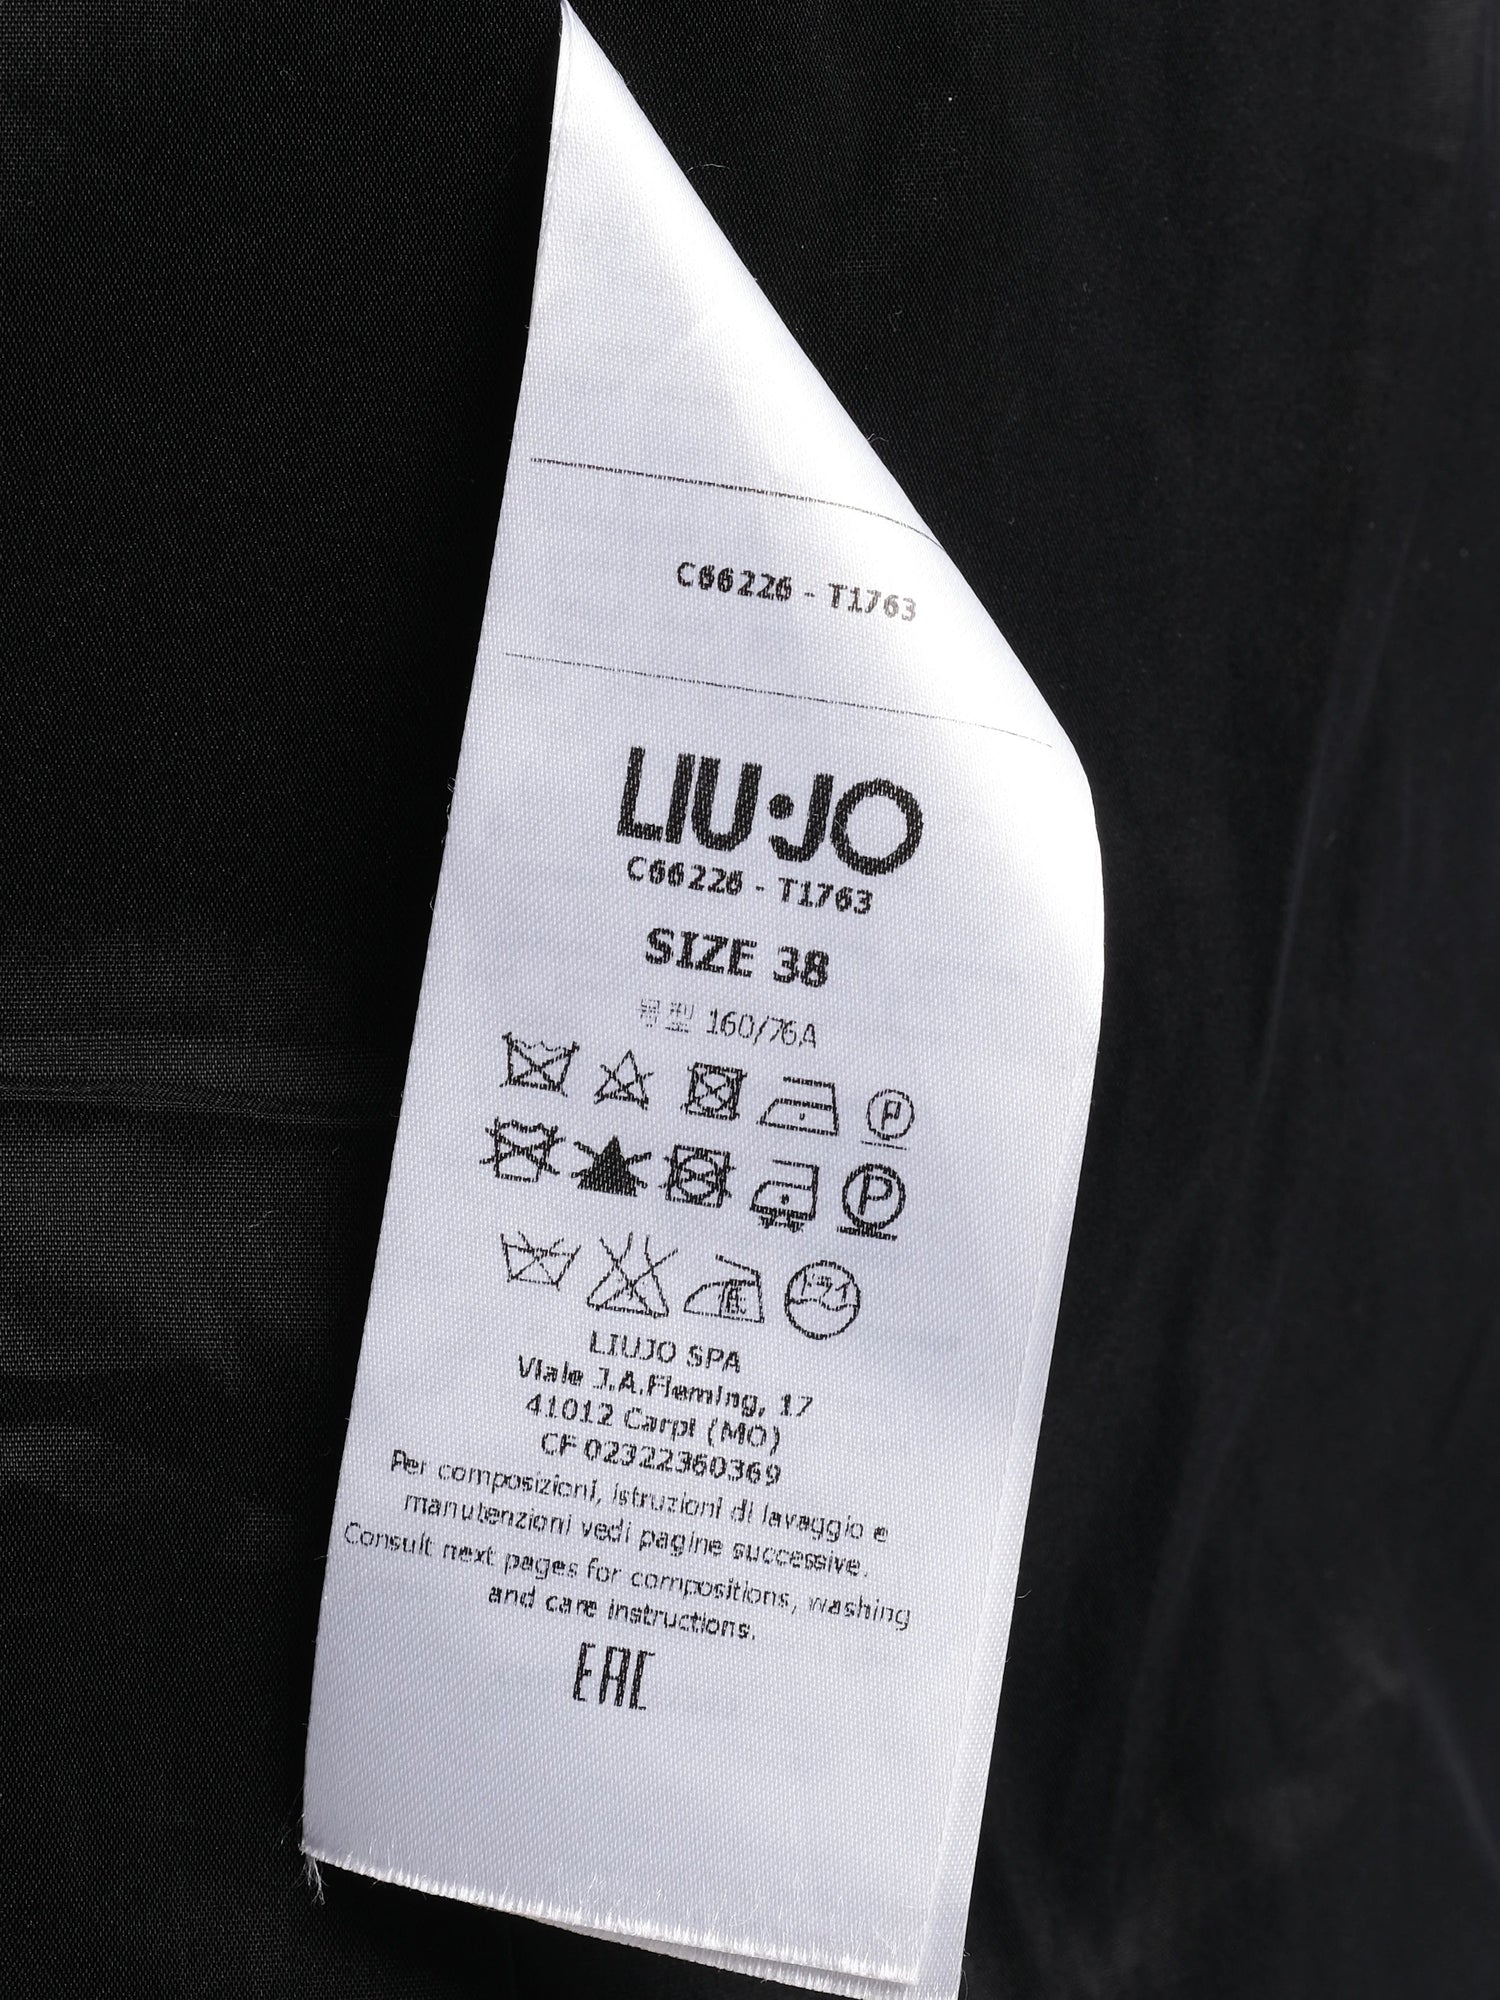 C66226 - T1763
LIU·JO
C66226 - T1763
SIZE 38
号型 160/76A
P
P
LIUJO SPA
Viale J.A.Fleming, 17
41012 Carpi (MO)
CF 02322360369
Per composizioni, istruzioni di lavaggio e
manutenzioni vedi pagine successive.
Consult next pages for compositions, washing
and care instructions.
EAC